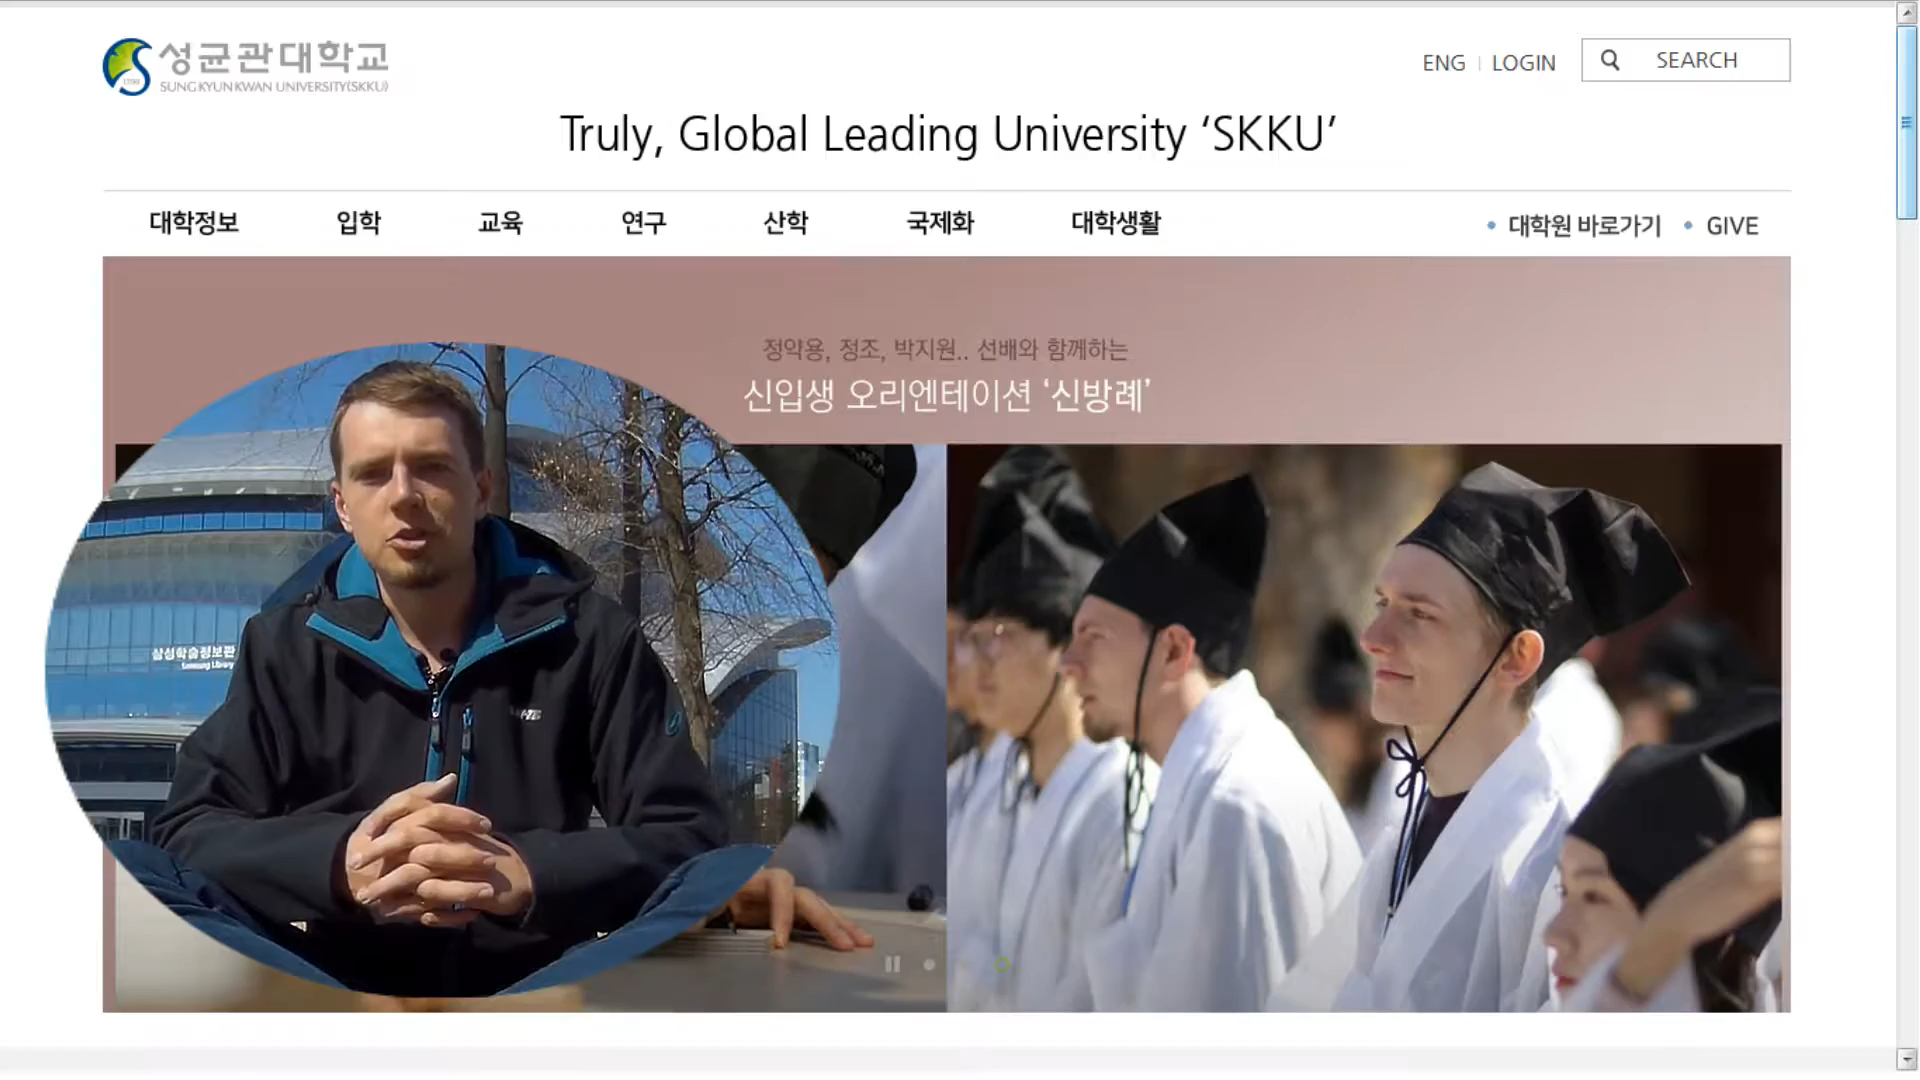 성균관대학교
SUNG KYUN KWAN UNIVERSITY(SKKU)
ENG
LOGIN
SEARCH
Truly, Global Leading University ‘SKKU’
대학정보
입학
교육
연구
산학
국제화
대학생활
• 대학원 바로가기
• GIVE
정약용, 정조, 박지원.. 선배와 함께하는
신입생 오리엔테이션 ‘신방례’
삼성학술정보관
Samsung Library